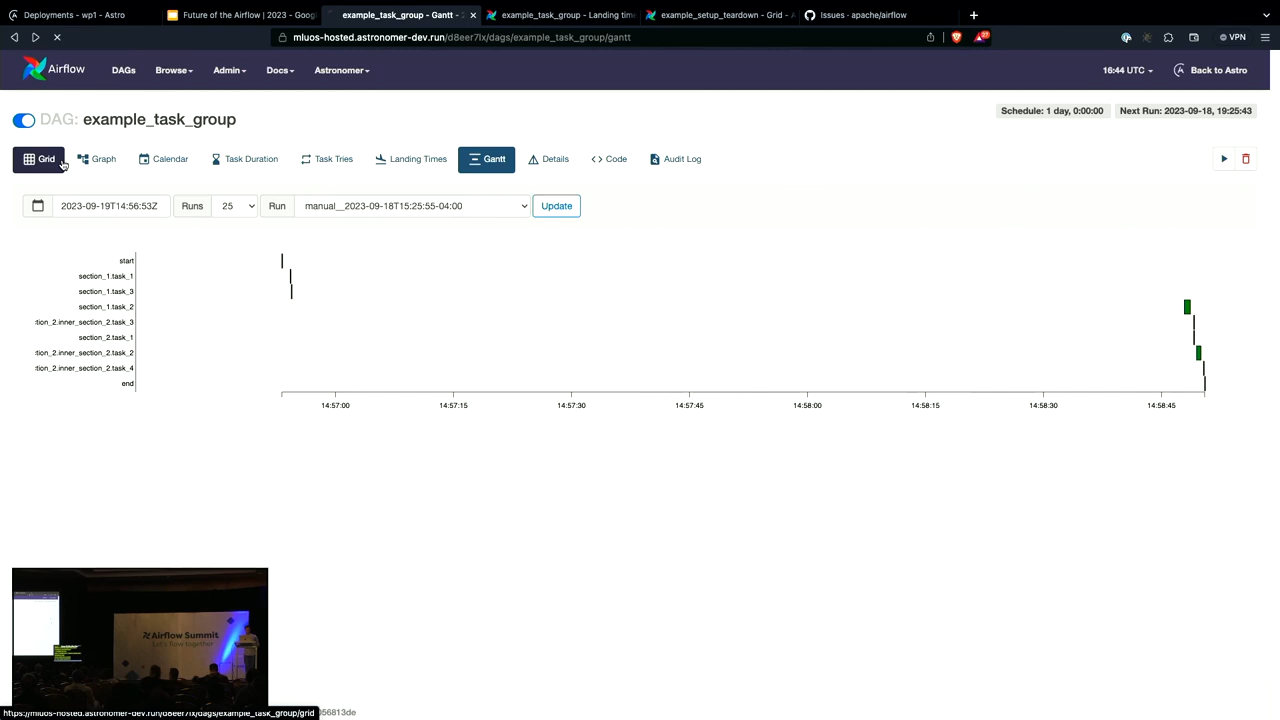 Deployments - wp1 - Astro
Future of the Airflow | 2023 - Goog
example_task_group - Gantt -
example_task_group - Landing time
example_setup_teardown - Grid - A
Issues · apache/airflow
mluos-hosted.astronomer-dev.run/d8eer7lx/dags/example_task_group/gantt
37
VPN
Airflow
DAGs
Browse
Admin
Docs
Astronomer
16:44 UTC
Back to Astro
DAG: example_task_group
Schedule: 1 day, 0:00:00
Next Run: 2023-09-18, 19:25:43
Grid
Graph
Calendar
Task Duration
Task Tries
Landing Times
Gantt
Details
<> Code
Audit Log
2023-09-19T14:56:53Z
Runs
25
Run
manual__2023-09-18T15:25:55-04:00
Update
start
section_1.task_1
section_1.task_3
section_1.task_2
tion_2.inner_section_2.task_3
section_2.task_1
tion_2.inner_section_2.task_2
tion_2.inner_section_2.task_4
end
14:57:00
14:57:15
14:57:30
14:57:45
14:58:00
14:58:15
14:58:30
14:58:45
Airflow Summit
Let's flow together
https://mluos-hosted.astronomer-dev.run/d8eer7lx/dags/example_task_group/grid
56813de